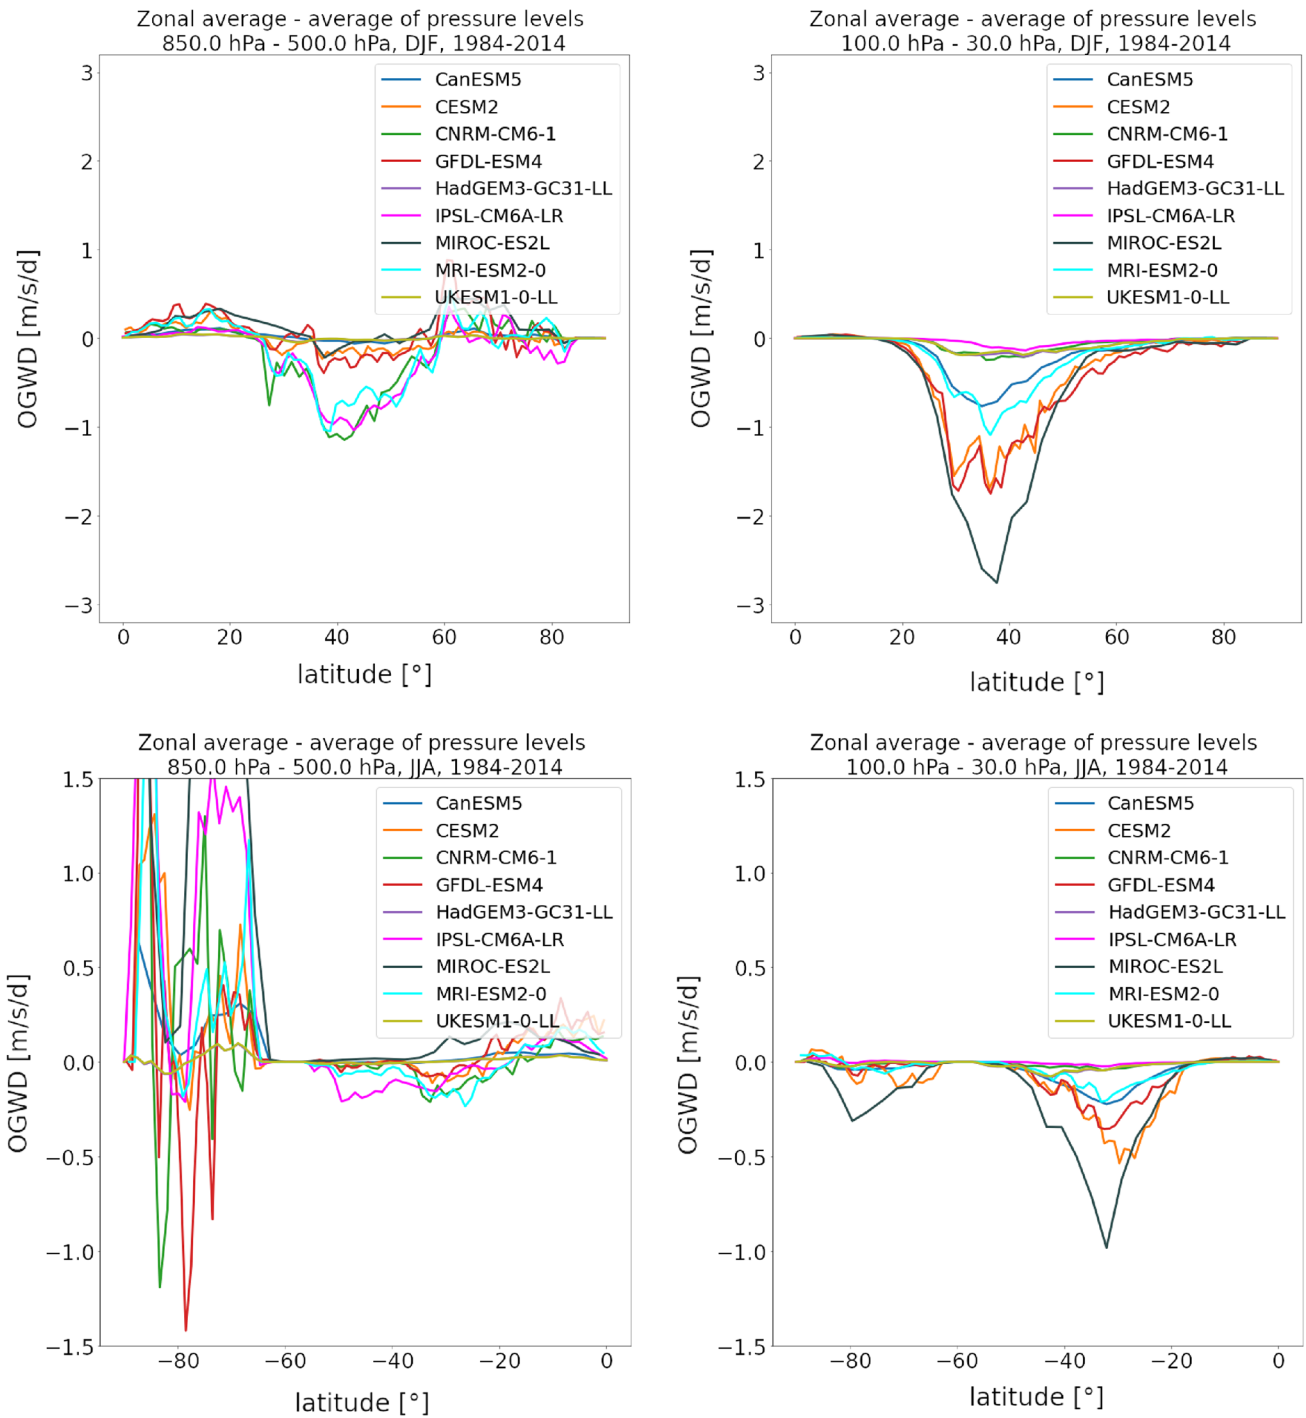 Zonal average - average of pressure levels
850.0 hPa - 500.0 hPa, DJF, 1984-2014
OGWD [m/s/d]
3
2
1
0
−1
−2
−3
CanESM5
CESM2
CNRM-CM6-1
GFDL-ESM4
HadGEM3-GC31-LL
IPSL-CM6A-LR
MIROC-ES2L
MRI-ESM2-0
UKESM1-0-LL
0 20 40 60 80
latitude [°]
Zonal average - average of pressure levels
100.0 hPa - 30.0 hPa, DJF, 1984-2014
OGWD [m/s/d]
3
2
1
0
−1
−2
−3
CanESM5
CESM2
CNRM-CM6-1
GFDL-ESM4
HadGEM3-GC31-LL
IPSL-CM6A-LR
MIROC-ES2L
MRI-ESM2-0
UKESM1-0-LL
0 20 40 60 80
latitude [°]
Zonal average - average of pressure levels
850.0 hPa - 500.0 hPa, JJA, 1984-2014
OGWD [m/s/d]
1.5
1.0
0.5
0.0
−0.5
−1.0
−1.5
CanESM5
CESM2
CNRM-CM6-1
GFDL-ESM4
HadGEM3-GC31-LL
IPSL-CM6A-LR
MIROC-ES2L
MRI-ESM2-0
UKESM1-0-LL
−80 −60 −40 −20 0
latitude [°]
Zonal average - average of pressure levels
100.0 hPa - 30.0 hPa, JJA, 1984-2014
OGWD [m/s/d]
1.5
1.0
0.5
0.0
−0.5
−1.0
−1.5
CanESM5
CESM2
CNRM-CM6-1
GFDL-ESM4
HadGEM3-GC31-LL
IPSL-CM6A-LR
MIROC-ES2L
MRI-ESM2-0
UKESM1-0-LL
−80 −60 −40 −20 0
latitude [°]